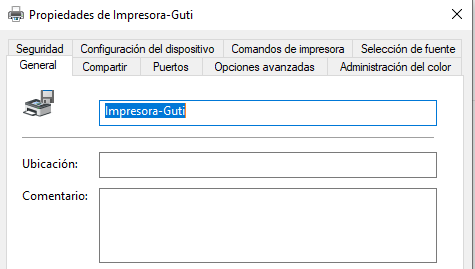 Propiedades de Impresora-Guti
Seguridad Configuración del dispositivo Comandos de impresora Selección de fuente
General Compartir Puertos Opciones avanzadas Administración del color
Impresora-Guti
Ubicación:
Comentario: